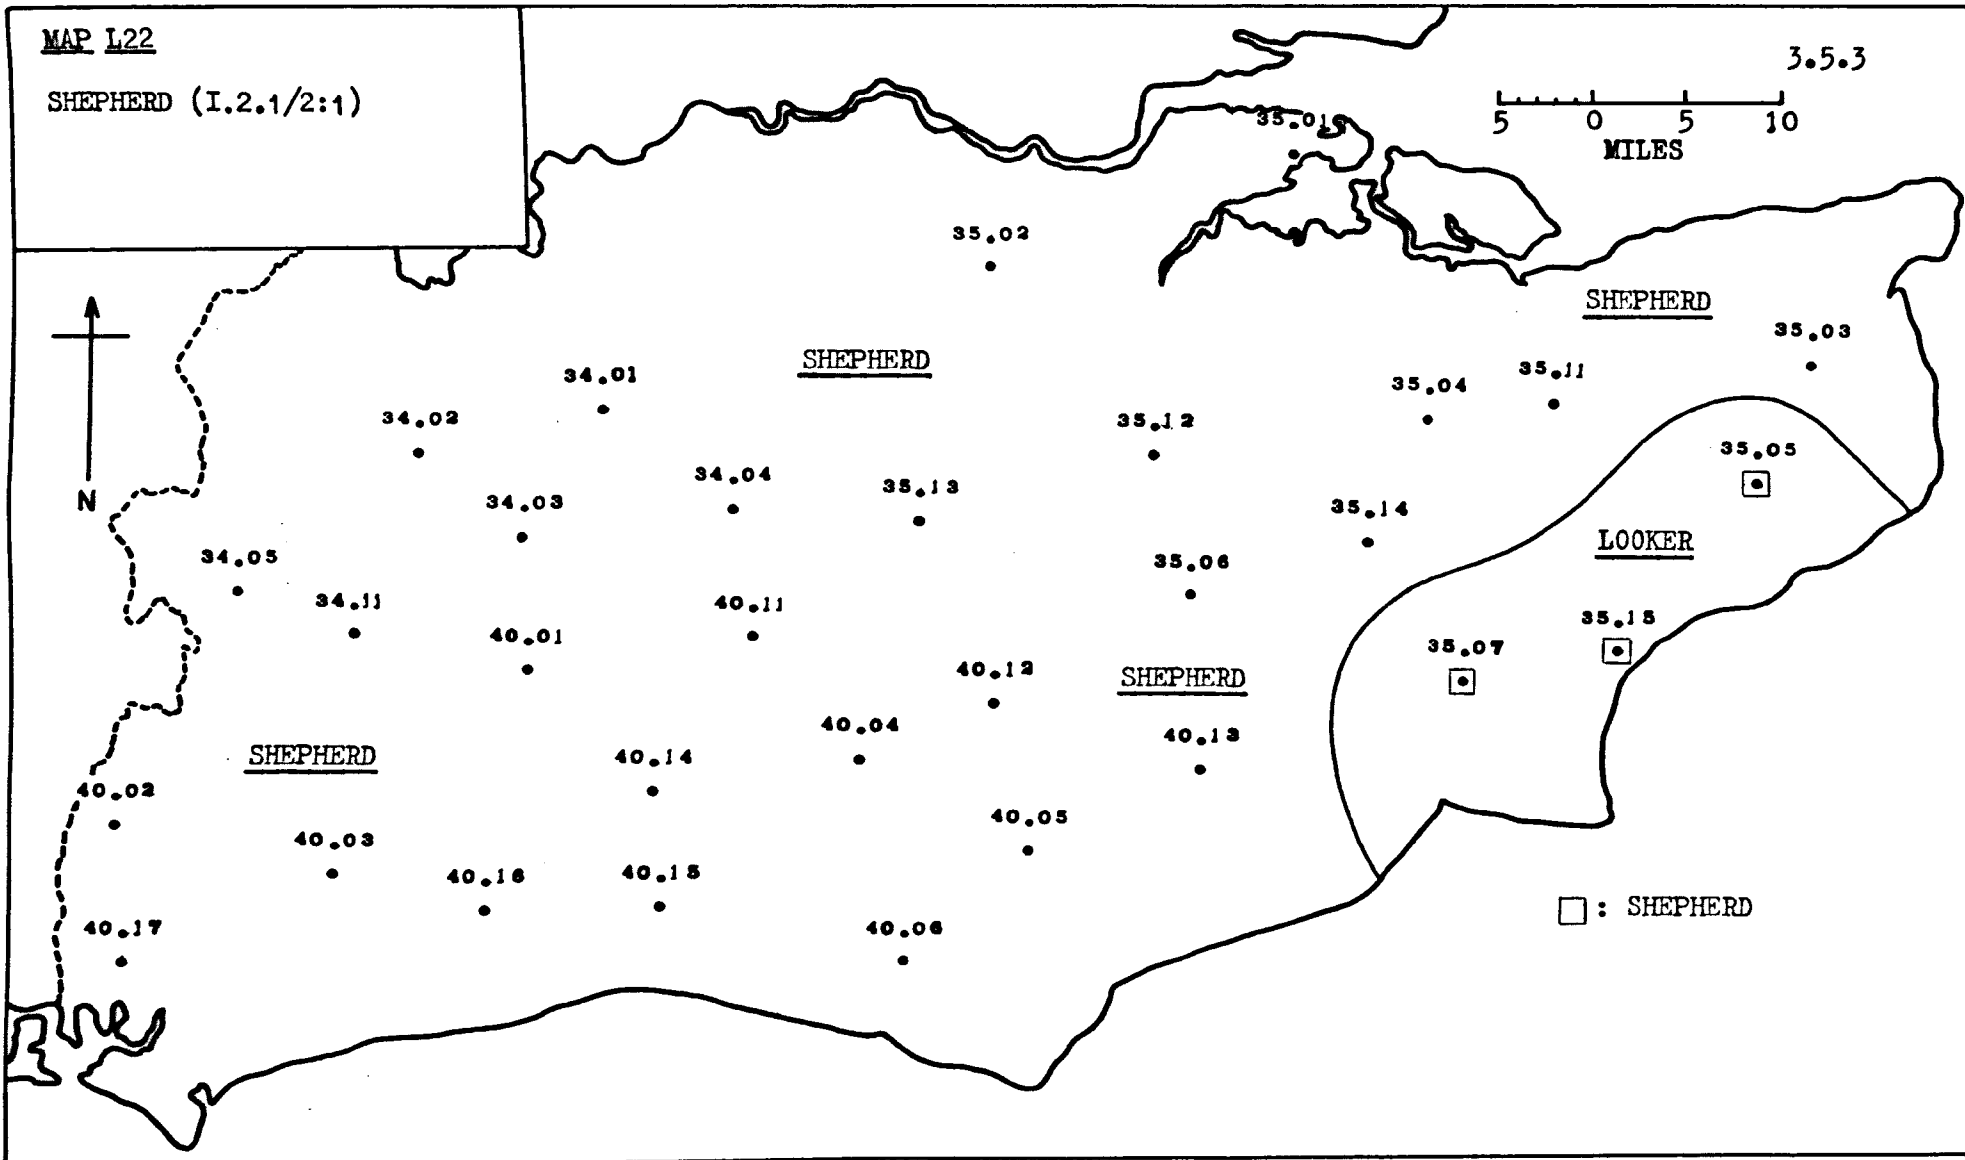 MAP L22
SHEPHERD (I.2.1/2:1)
3.5.3
5 0 5 10
MILES
35.01
35.02
SHEPHERD
35.03
SHEPHERD
34.01
35.04
35.11
34.02
35.12
35.05
34.04
35.13
34.03
35.14
N
LOOKER
34.05
35.06
34.11
40.11
35.15
40.01
35.07
40.12
SHEPHERD
40.04
40.13
SHEPHERD
40.14
40.02
40.05
40.03
40.16
40.15
: SHEPHERD
40.17
40.06